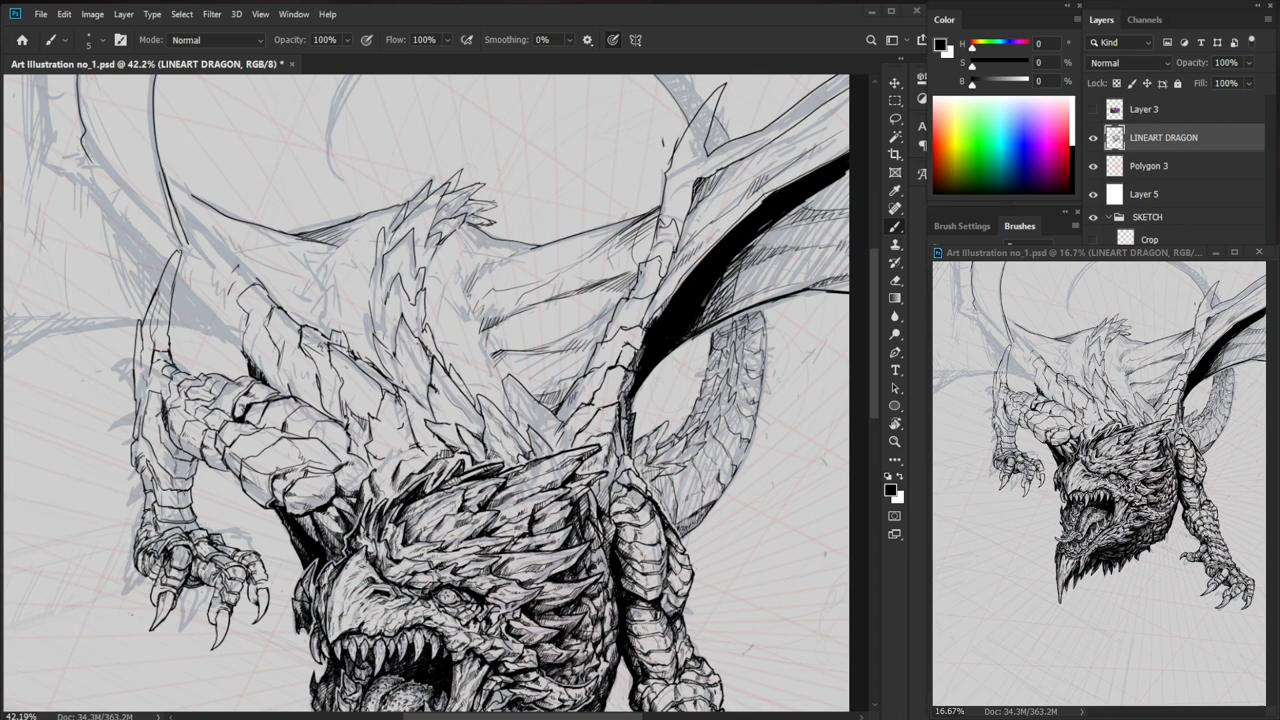 Ps File Edit Image Layer Type Select Filter 3D View Window Help
5 Mode: Normal Opacity: 100% Flow: 100% Smoothing: 0%
Art Illustration no_1.psd @ 42.2% (LINEART DRAGON, RGB/8) * ×
Color
H 0 °
S 0 %
B 0 %
Layers Channels
Kind
Normal Opacity: 100%
Lock: Fill: 100%
Layer 3
LINEART DRAGON
Polygon 3
Layer 5
SKETCH
Crop
Brush Settings Brushes
Art Illustration no_1.psd @ 16.7% (LINEART DRAGON, RGB/...
42.19% Doc: 34.3M/363.2M
16.67% Doc: 34.3M/363.2M